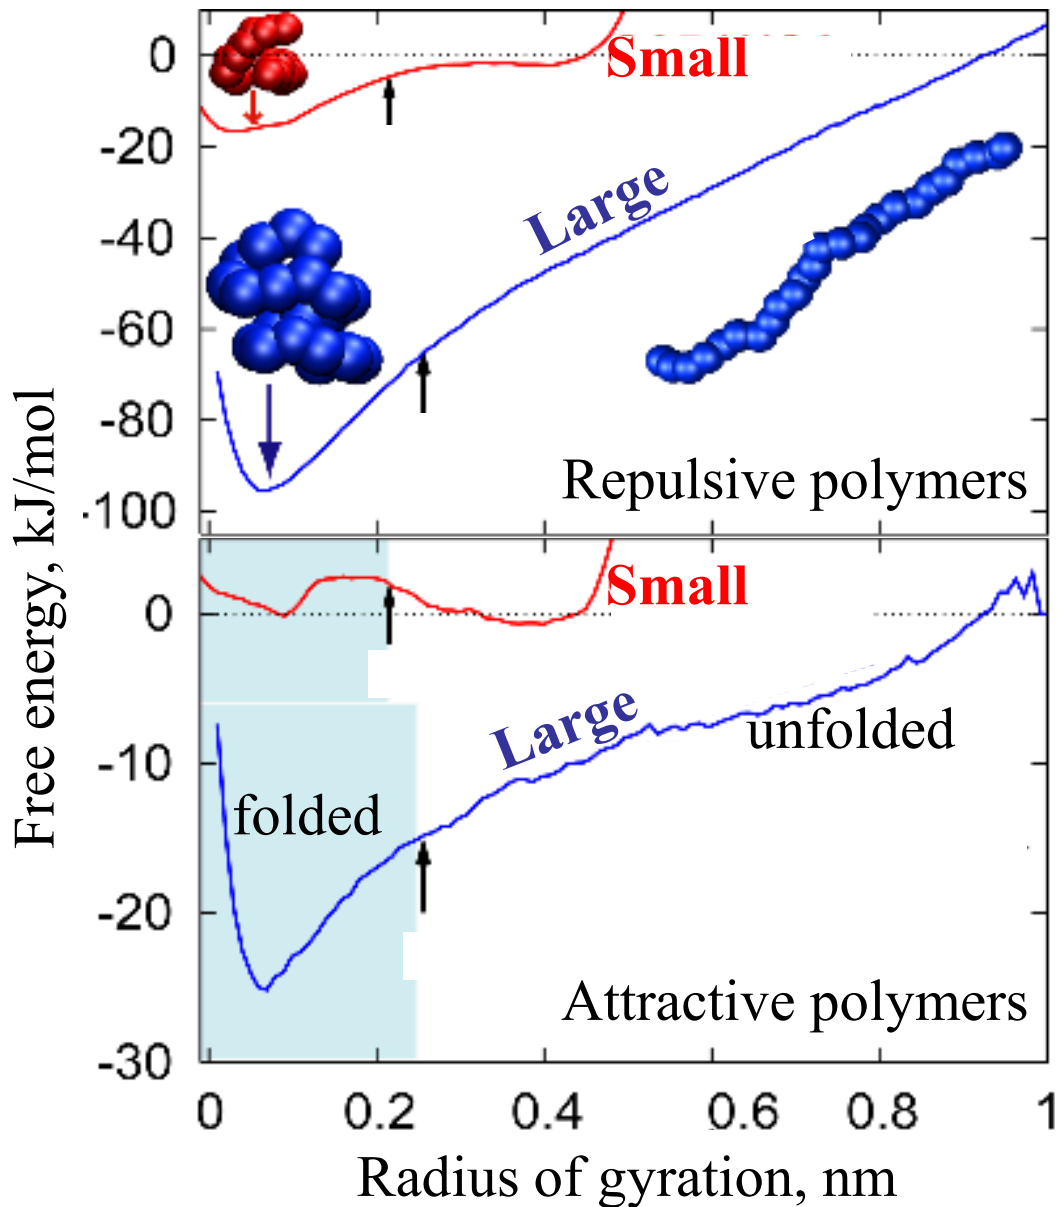 0
-20
-40
-60
-80
-100
Small
Large
Repulsive polymers
Free energy, kJ/mol
0
-10
-20
-30
Small
Large
unfolded
folded
Attractive polymers
0 0.2 0.4 0.6 0.8 1
Radius of gyration, nm